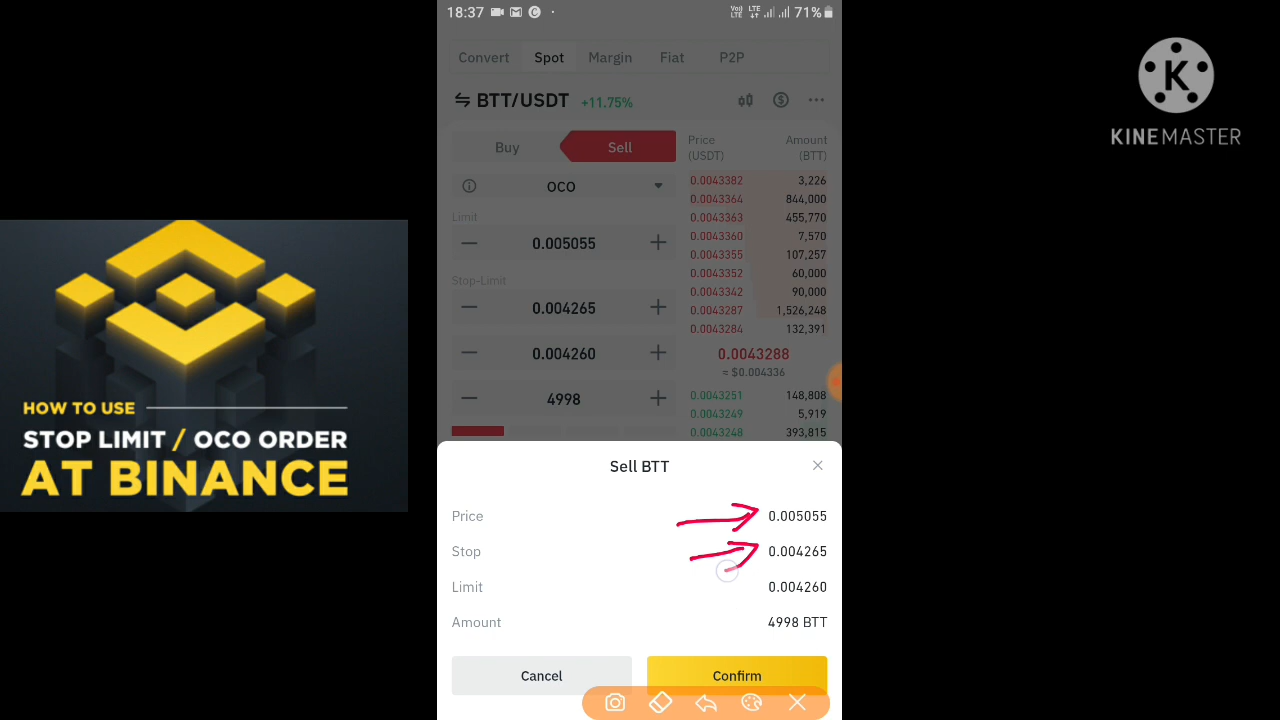 18:37
Voj LTE
LTE
71%
Convert Spot Margin Fiat P2P
BTT/USDT +11.75%
Buy Sell
Price (USDT) Amount (BTT)
OCO
Limit
0.005055
Stop-Limit
0.004265
0.004260
4998
0.0043382 3,226
0.0043364 844,000
0.0043363 455,770
0.0043360 7,570
0.0043355 107,257
0.0043352 60,000
0.0043342 90,000
0.0043287 1,526,248
0.0043284 132,391
0.0043288
≈ $0.004336
0.0043251 148,808
0.0043249 5,919
0.0043248 393,815
Sell BTT
Price 0.005055
Stop 0.004265
Limit 0.004260
Amount 4998 BTT
Cancel Confirm
HOW TO USE
STOP LIMIT / OCO ORDER
AT BINANCE
K
KINEMASTER